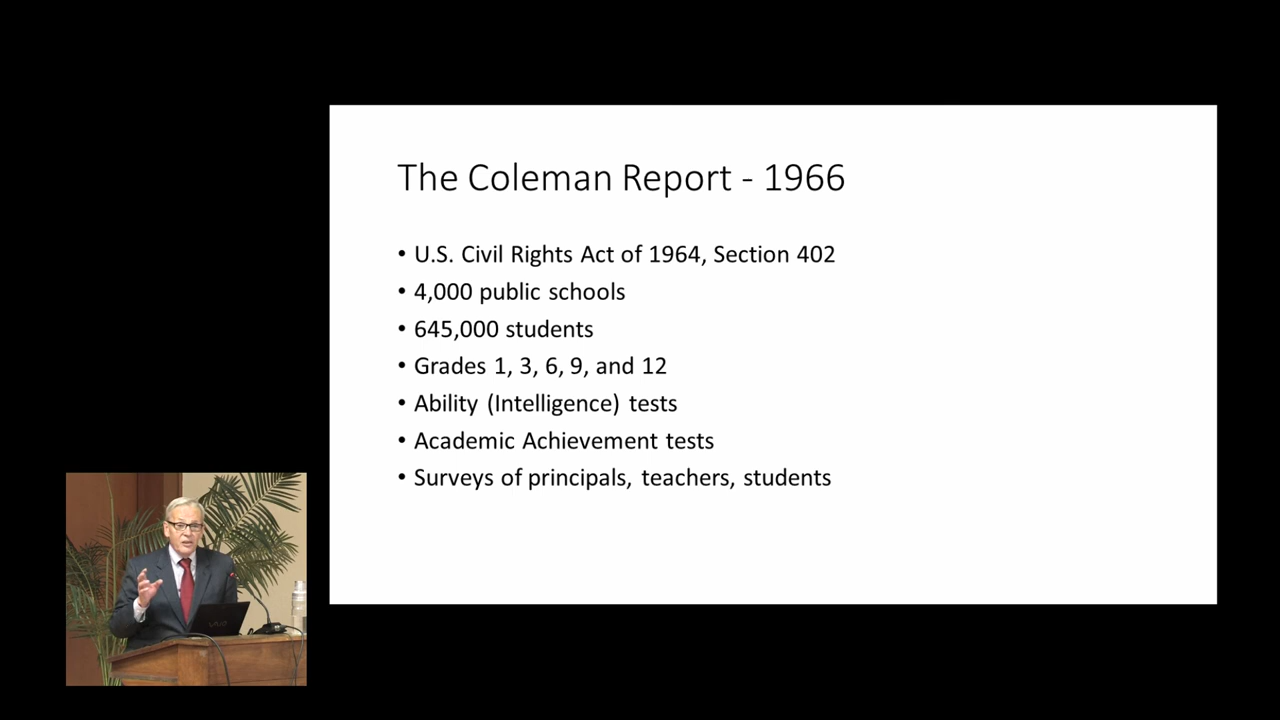 The Coleman Report - 1966
• U.S. Civil Rights Act of 1964, Section 402
• 4,000 public schools
• 645,000 students
• Grades 1, 3, 6, 9, and 12
• Ability (Intelligence) tests
• Academic Achievement tests
• Surveys of principals, teachers, students
VAIO